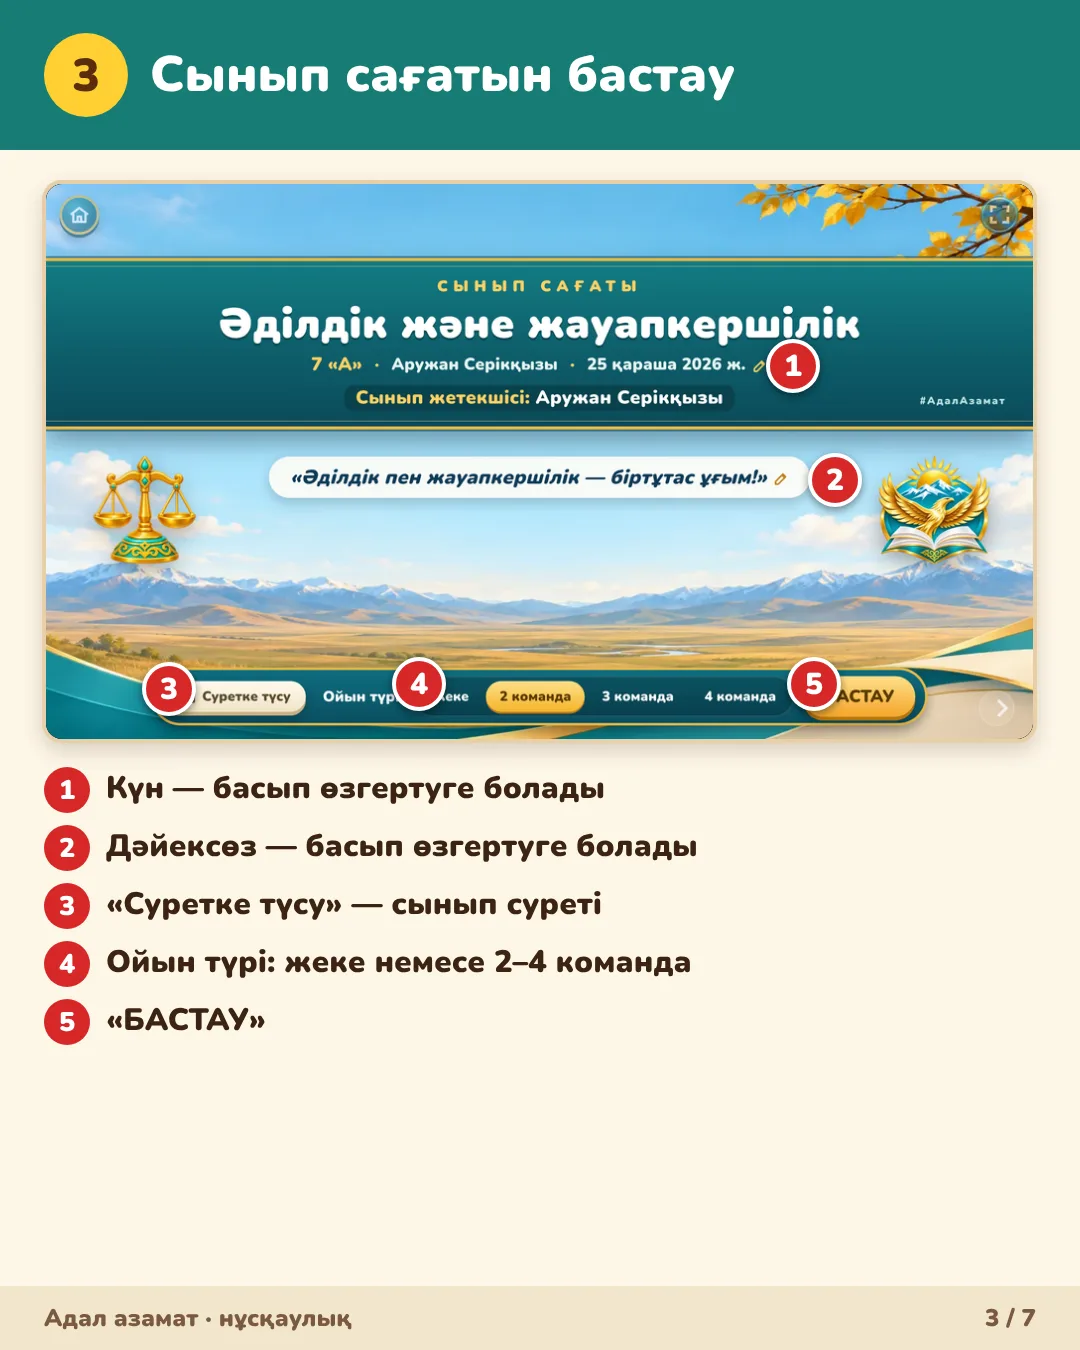 3 Сынып сағатын бастау
СЫНЫП САҒАТЫ
Әділдік және жауапкершілік
7 «А» · Аружан Серікқызы · 25 қараша 2026 ж.
1
Сынып жетекшісі: Аружан Серікқызы
#АдалАзамат
«Әділдік пен жауапкершілік — біртұтас ұғым!»
2
3 Суретке түсу Ойын 4 2 команда 3 команда 4 команда 5
1 Күн — басып өзгертуге болады
2 Дәйексөз — басып өзгертуге болады
3 «Суретке түсу» — сынып суреті
4 Ойын түрі: жеке немесе 2–4 команда
5 «БАСТАУ»
Адал азамат · нұсқаулық
3 / 7